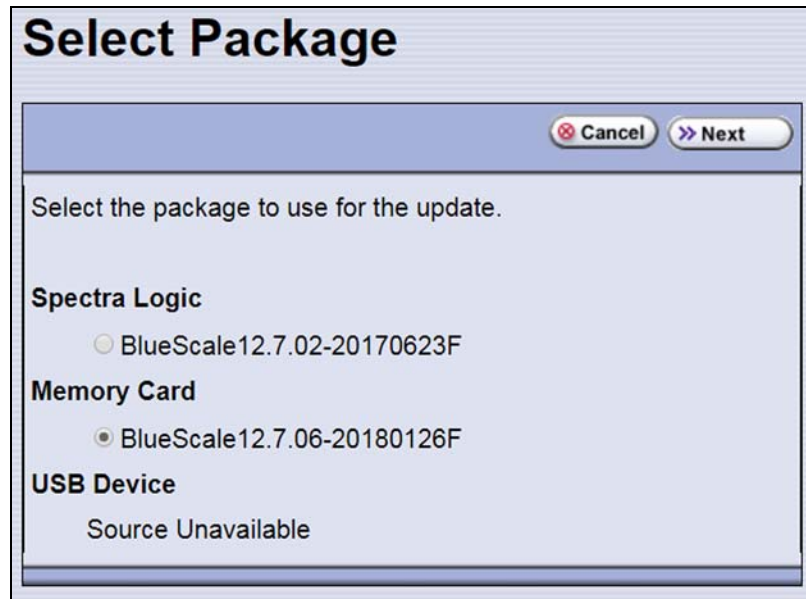 Select Package
Cancel Next
Select the package to use for the update.
Spectra Logic
BlueScale12.7.02-20170623F
Memory Card
BlueScale12.7.06-20180126F
USB Device
Source Unavailable